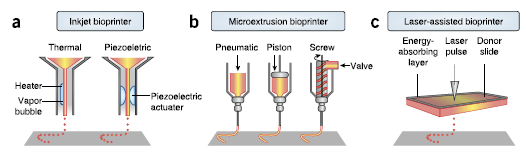 a
Inkjet bioprinter
Thermal
Piezoeletric
Heater
Vapor
bubble
Piezoelectric
actuater
b
Microextrusion bioprinter
Pneumatic
Piston
Screw
Valve
c
Laser-assisted bioprinter
Energy-
absorbing
layer
Laser
pulse
Donor
slide